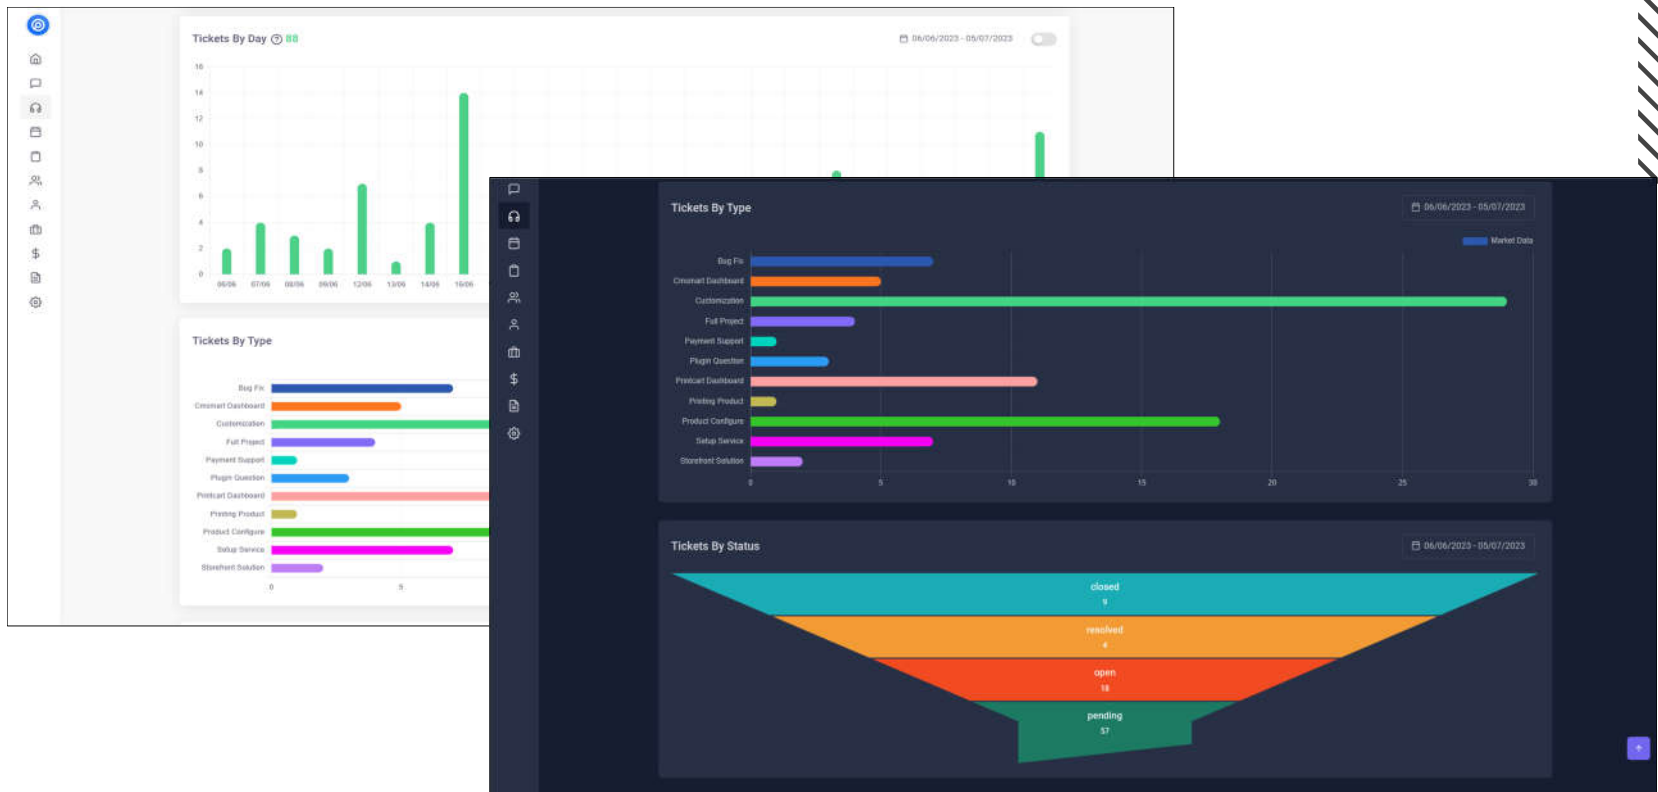 Tickets By Day 88
06/06/2023 - 05/07/2023
16
14
12
10
8
6
4
2
0
06/06 07/06 08/06 09/06 12/06 13/06 14/06 15/06
Tickets By Type
Bug Fix
Cmsmart Dashboard
Customization
Full Project
Payment Support
Plugin Question
Printcart Dashboard
Printing Product
Product Configure
Setup Service
Storefront Solution
0 5
Tickets By Type
06/06/2023 - 05/07/2023
Market Data
Bug Fix
Cmsmart Dashboard
Customization
Full Project
Payment Support
Plugin Question
Printcart Dashboard
Printing Product
Product Configure
Setup Service
Storefront Solution
0 5 10 15 20 25 30
Tickets By Status
06/06/2023 - 05/07/2023
closed
9
resolved
4
open
18
pending
57